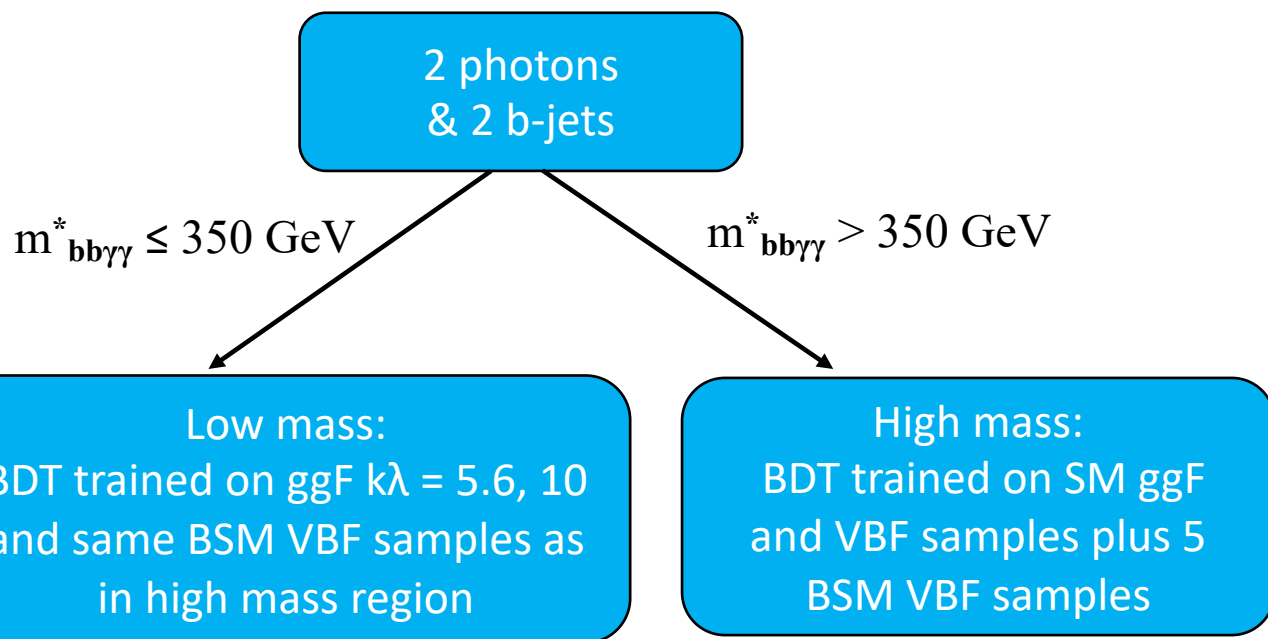 2 photons
& 2 b-jets
m*bbγγ ≤ 350 GeV
m*bbγγ > 350 GeV
Low mass:
BDT trained on ggF kλ = 5.6, 10
and same BSM VBF samples as
in high mass region
High mass:
BDT trained on SM ggF
and VBF samples plus 5
BSM VBF samples